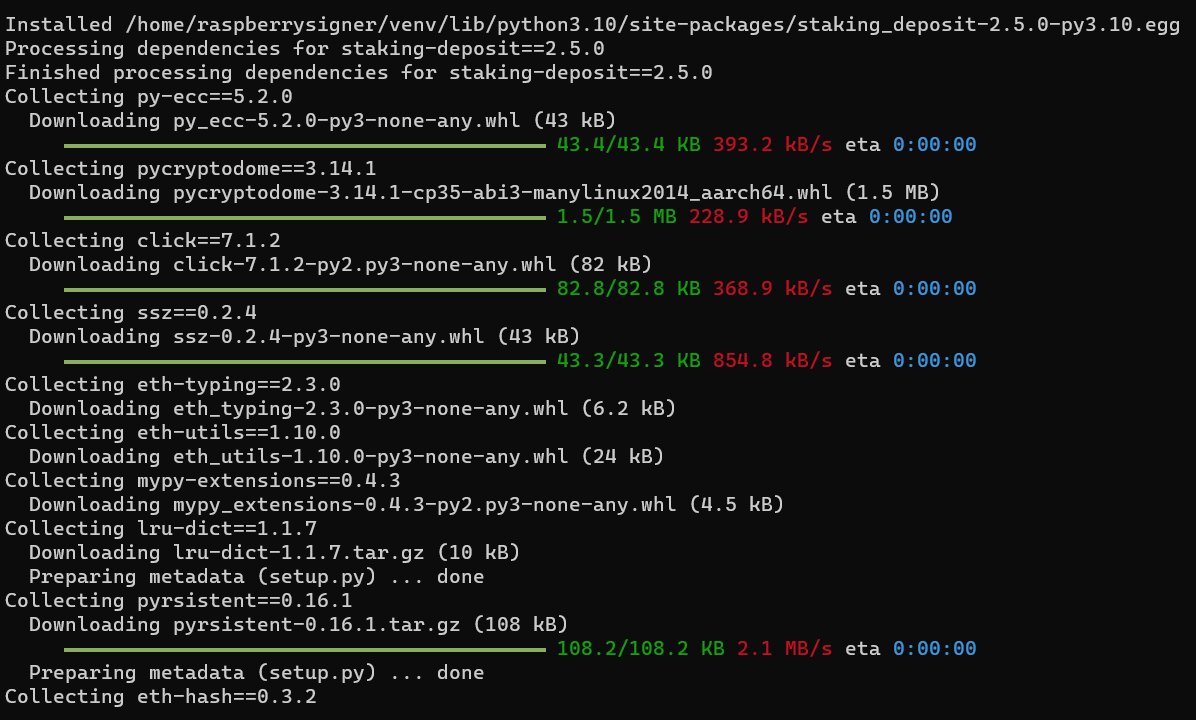 Installed /home/raspberrysigner/venv/lib/python3.10/site-packages/staking_deposit-2.5.0-py3.10.egg
Processing dependencies for staking-deposit==2.5.0
Finished processing dependencies for staking-deposit==2.5.0
Collecting py-ecc==5.2.0
  Downloading py_ecc-5.2.0-py3-none-any.whl (43 kB)
43.4/43.4 KB 393.2 kB/s eta 0:00:00
Collecting pycryptodome==3.14.1
  Downloading pycryptodome-3.14.1-cp35-abi3-manylinux2014_aarch64.whl (1.5 MB)
1.5/1.5 MB 228.9 kB/s eta 0:00:00
Collecting click==7.1.2
  Downloading click-7.1.2-py2.py3-none-any.whl (82 kB)
82.8/82.8 KB 368.9 kB/s eta 0:00:00
Collecting ssz==0.2.4
  Downloading ssz-0.2.4-py3-none-any.whl (43 kB)
43.3/43.3 KB 854.8 kB/s eta 0:00:00
Collecting eth-typing==2.3.0
  Downloading eth_typing-2.3.0-py3-none-any.whl (6.2 kB)
Collecting eth-utils==1.10.0
  Downloading eth_utils-1.10.0-py3-none-any.whl (24 kB)
Collecting mypy-extensions==0.4.3
  Downloading mypy_extensions-0.4.3-py2.py3-none-any.whl (4.5 kB)
Collecting lru-dict==1.1.7
  Downloading lru-dict-1.1.7.tar.gz (10 kB)
  Preparing metadata (setup.py) ... done
Collecting pyrsistent==0.16.1
  Downloading pyrsistent-0.16.1.tar.gz (108 kB)
108.2/108.2 KB 2.1 MB/s eta 0:00:00
  Preparing metadata (setup.py) ... done
Collecting eth-hash==0.3.2